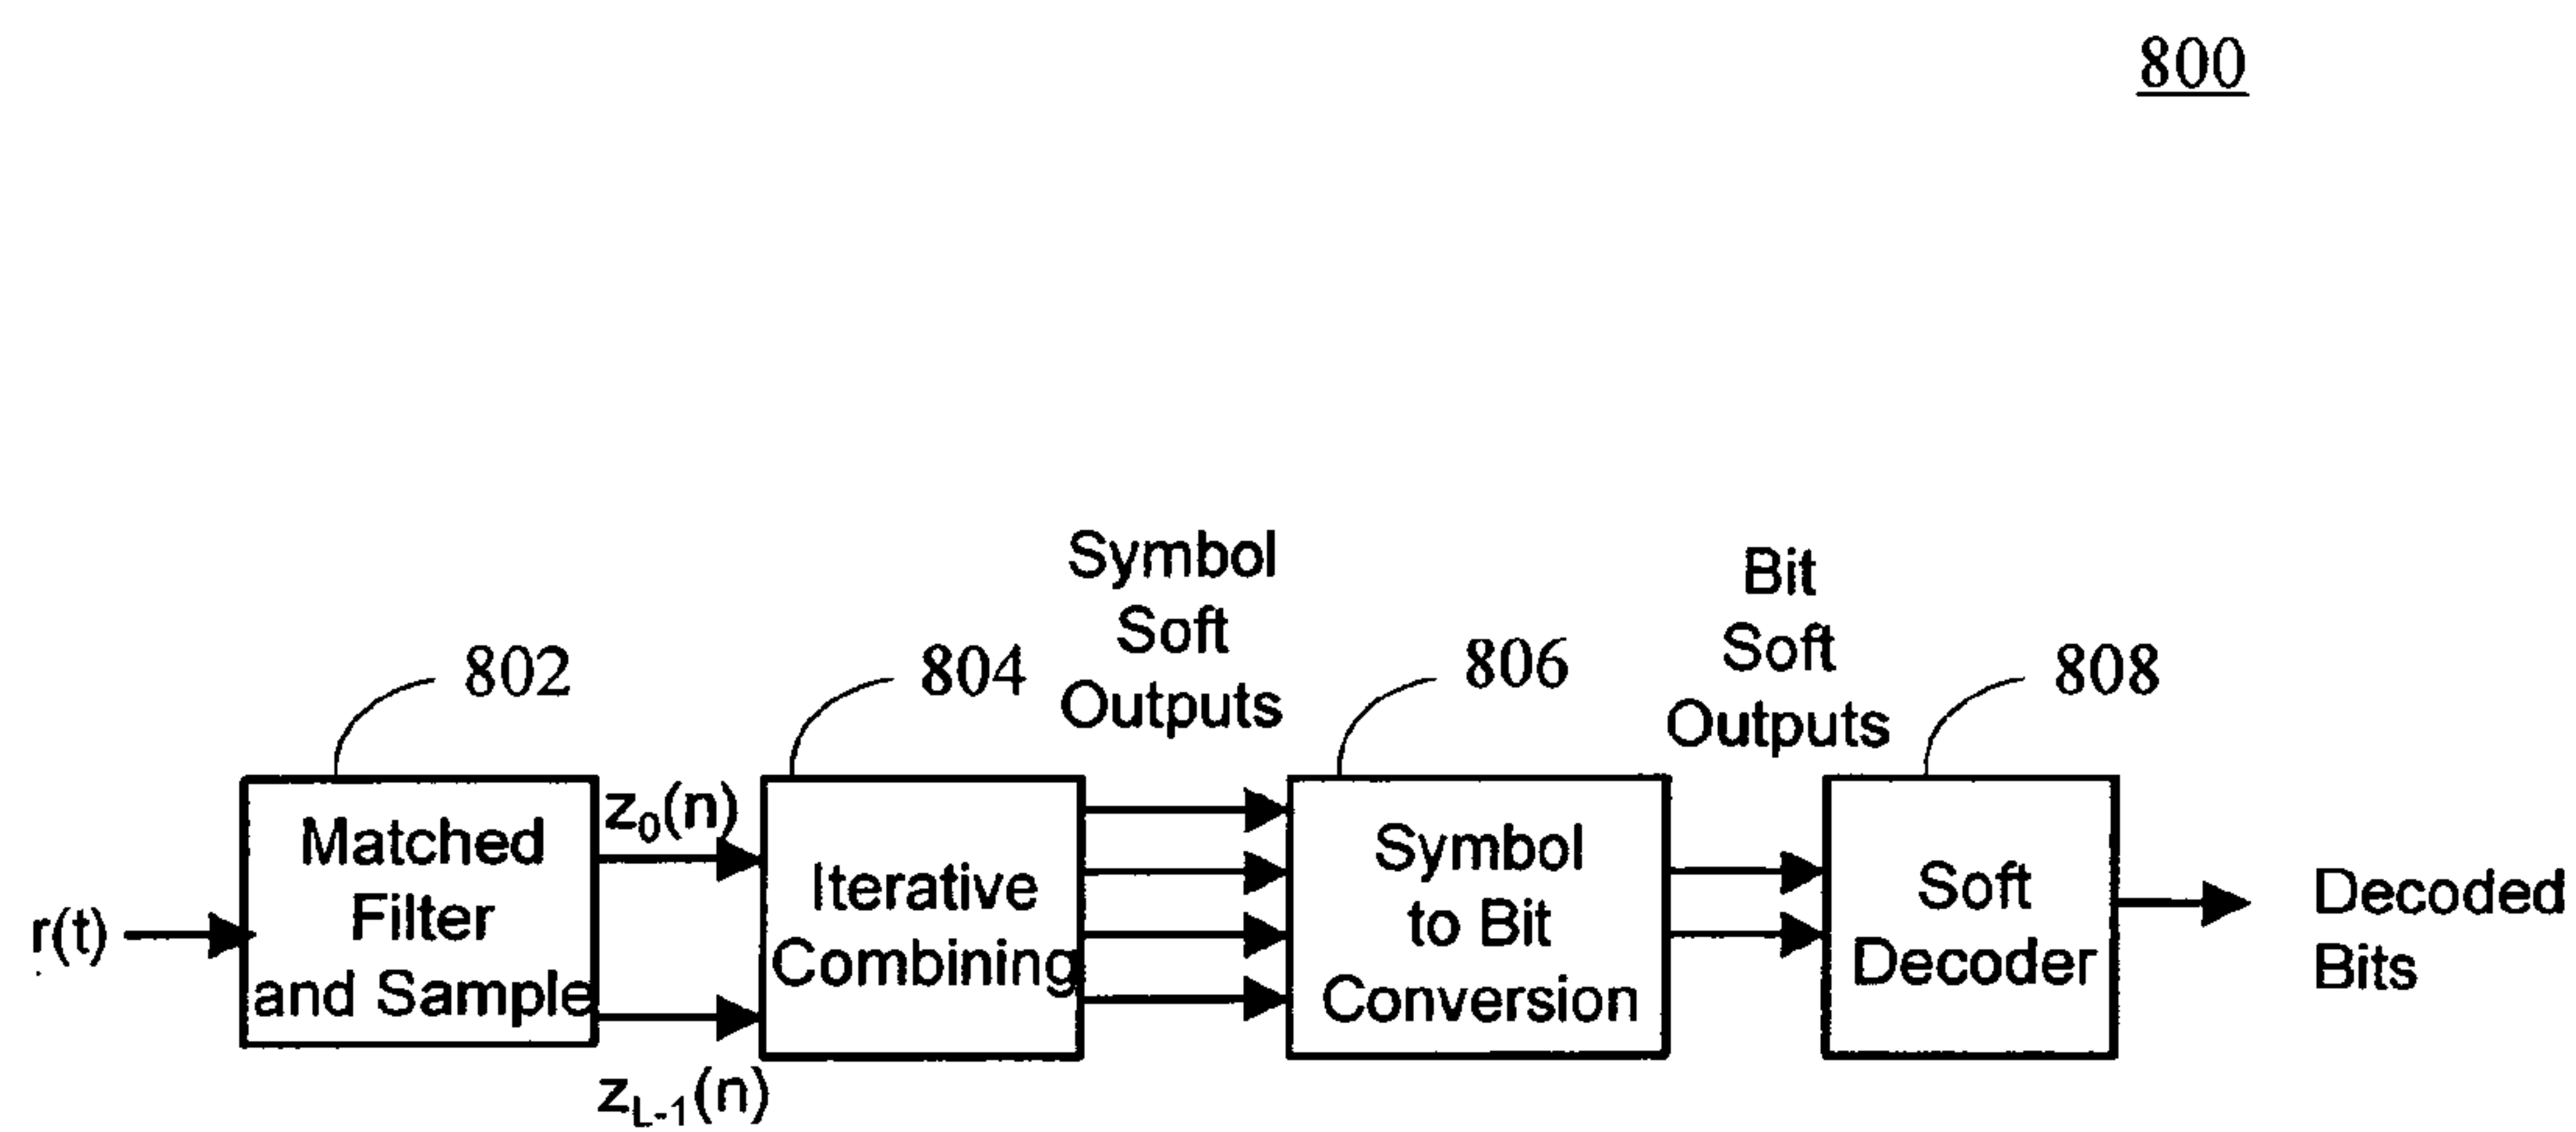 800
Symbol
Soft
Outputs
Bit
Soft
Outputs
802
804
806
808
r(t)
Matched
Filter
and Sample
z₀(n)
z_L-1(n)
Iterative
Combining
Symbol
to Bit
Conversion
Soft
Decoder
Decoded
Bits